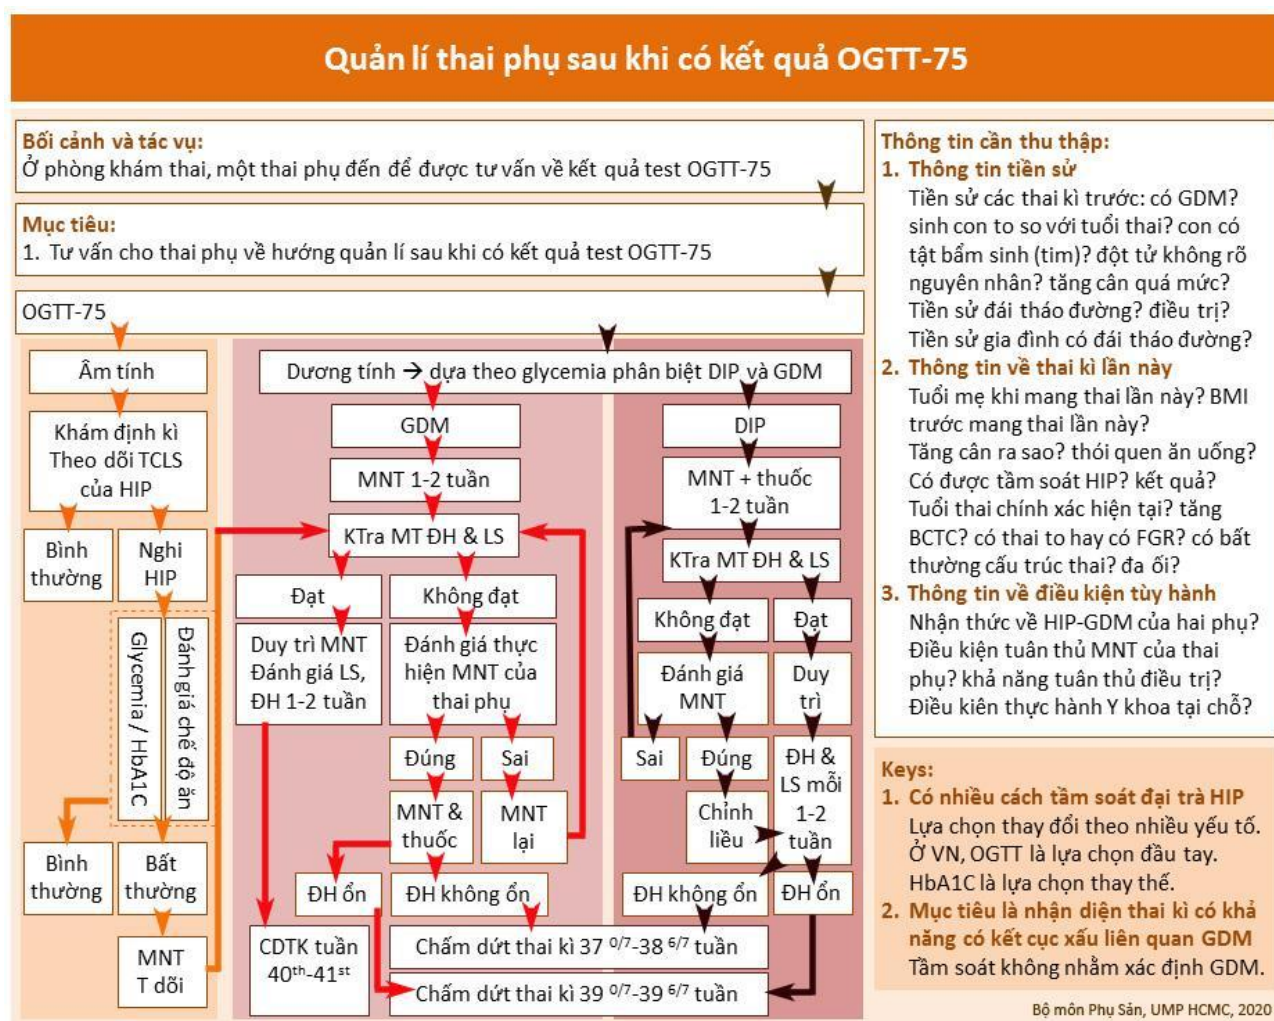 Quản lí thai phụ sau khi có kết quả OGTT-75
Bối cảnh và tác vụ:
Ở phòng khám thai, một thai phụ đến để được tư vấn về kết quả test OGTT-75
Mục tiêu:
1. Tư vấn cho thai phụ về hướng quản lí sau khi có kết quả test OGTT-75
OGTT-75
Âm tính
Khám định kì
Theo dõi TCLS
của HIP
Bình
thường
Nghi
HIP
Glycemia / HbA1C
Đánh giá chế độ ăn
Bình
thường
Bất
thường
MNT
T dõi
Dương tính → dựa theo glycemia phân biệt DIP và GDM
GDM
MNT 1-2 tuần
KTra MT ĐH & LS
Đạt
Không đạt
Duy trì MNT
Đánh giá LS,
ĐH 1-2 tuần
Đánh giá thực
hiện MNT của
thai phụ
Đúng
Sai
MNT &
thuốc
MNT
lại
ĐH ổn
ĐH không ổn
CDTK tuần
40th-41st
DIP
MNT + thuốc
1-2 tuần
KTra MT ĐH & LS
Không đạt
Đạt
Đánh giá
MNT
Duy
trì
Sai
Đúng
ĐH &
LS mỗi
1-2
tuần
Chỉnh
liều
ĐH không ổn
ĐH ổn
Chấm dứt thai kì 37 0/7-38 6/7 tuần
Chấm dứt thai kì 39 0/7-39 6/7 tuần
Thông tin cần thu thập:
1. Thông tin tiền sử
Tiền sử các thai kì trước: có GDM?
sinh con to so với tuổi thai? con có
tật bẩm sinh (tim)? đột tử không rõ
nguyên nhân? tăng cân quá mức?
Tiền sử đái tháo đường? điều trị?
Tiền sử gia đình có đái tháo đường?
2. Thông tin về thai kì lần này
Tuổi mẹ khi mang thai lần này? BMI
trước mang thai lần này?
Tăng cân ra sao? thói quen ăn uống?
Có được tầm soát HIP? kết quả?
Tuổi thai chính xác hiện tại? tăng
BCTC? có thai to hay có FGR? có bất
thường cấu trúc thai? đa ối?
3. Thông tin về điều kiện tùy hành
Nhận thức về HIP-GDM của hai phụ?
Điều kiện tuân thủ MNT của thai
phụ? khả năng tuân thủ điều trị?
Điều kiên thực hành Y khoa tại chỗ?
Keys:
1. Có nhiều cách tầm soát đại trà HIP
Lựa chọn thay đổi theo nhiều yếu tố.
Ở VN, OGTT là lựa chọn đầu tay.
HbA1C là lựa chọn thay thế.
2. Mục tiêu là nhận diện thai kì có khả
năng có kết cục xấu liên quan GDM
Tầm soát không nhằm xác định GDM.
Bộ môn Phụ Sản, UMP HCMC, 2020